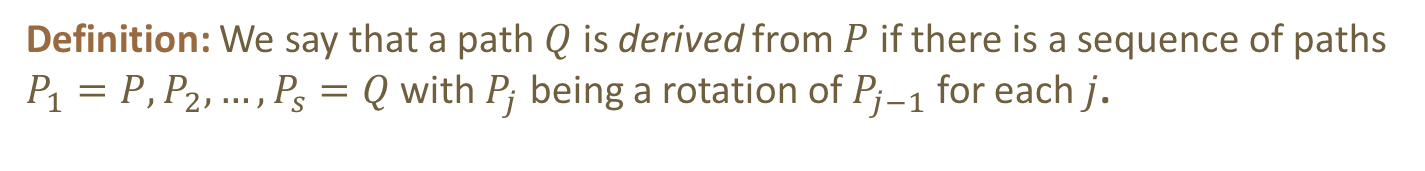 Definition: We say that a path Q is derived from P if there is a sequence of paths
P₁ = P, P₂, …, Pₛ = Q with Pⱼ being a rotation of Pⱼ₋₁ for each j.